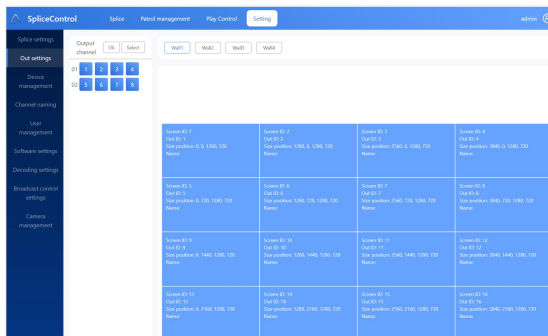 SpliceControl
Splice
Patrol management
Play Control
Setting
admin
Splice settings
Out settings
Device
management
Channel naming
User
management
Software settings
Decoding settings
Broadcast control
settings
Camera
management
Output
channel
Ok
Select
01 1 2 3 4
02 5 6 7 8
Wall1
Wall2
Wall3
Wall4
Screen ID: 1
Out ID: 1
Size position: 0, 0, 1280, 720
Name:
Screen ID: 2
Out ID: 2
Size position: 1280, 0, 1280, 720
Name:
Screen ID: 3
Out ID: 3
Size position: 2560, 0, 1280, 720
Name:
Screen ID: 4
Out ID: 4
Size position: 3840, 0, 1280, 720
Name:
Screen ID: 5
Out ID: 5
Size position: 0, 720, 1280, 720
Name:
Screen ID: 6
Out ID: 6
Size position: 1280, 720, 1280, 720
Name:
Screen ID: 7
Out ID: 7
Size position: 2560, 720, 1280, 720
Name:
Screen ID: 8
Out ID: 8
Size position: 3840, 720, 1280, 720
Name:
Screen ID: 9
Out ID: 9
Size position: 0, 1440, 1280, 720
Name:
Screen ID: 10
Out ID: 10
Size position: 1280, 1440, 1280, 720
Name:
Screen ID: 11
Out ID: 11
Size position: 2560, 1440, 1280, 720
Name:
Screen ID: 12
Out ID: 12
Size position: 3840, 1440, 1280, 720
Name:
Screen ID: 13
Out ID: 13
Size position: 0, 2160, 1280, 720
Name:
Screen ID: 14
Out ID: 14
Size position: 1280, 2160, 1280, 720
Name:
Screen ID: 15
Out ID: 15
Size position: 2560, 2160, 1280, 720
Name:
Screen ID: 16
Out ID: 16
Size position: 3840, 2160, 1280, 720
Name: